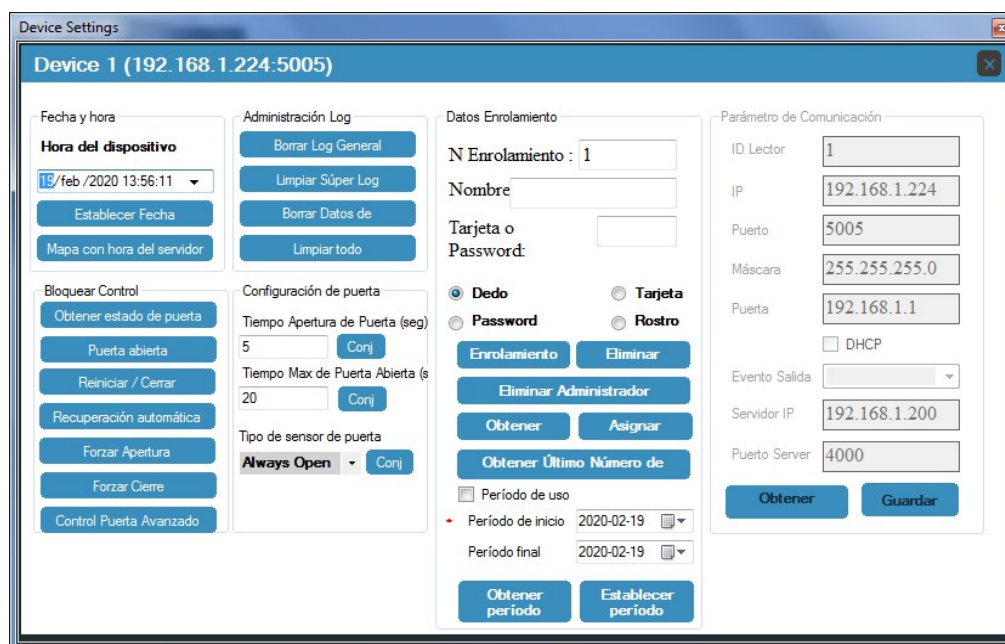 Device Settings
Device 1 (192.168.1.224:5005)
Fecha y hora
Hora del dispositivo
19/feb /2020 13:56:11
Establecer Fecha
Mapa con hora del servidor
Administración Log
Borrar Log General
Limpiar Súper Log
Borrar Datos de
Limpiar todo
Bloquear Control
Obtener estado de puerta
Puerta abierta
Reiniciar / Cerrar
Recuperación automática
Forzar Apertura
Forzar Cierre
Control Puerta Avanzado
Configuración de puerta
Tiempo Apertura de Puerta (seg)
5 Conj
Tiempo Max de Puerta Abierta (s
20 Conj
Tipo de sensor de puerta
Always Open Conj
Datos Enrolamiento
N Enrolamiento : 1
Nombre
Tarjeta o
Password:
Dedo Tarjeta
Password Rostro
Enrolamiento Eliminar
Eliminar Administrador
Obtener Asignar
Obtener Último Número de
Período de uso
* Período de inicio 2020-02-19
Período final 2020-02-19
Obtener
período
Establecer
período
Parámetro de Comunicación
ID Lector 1
IP 192.168.1.224
Puerto 5005
Máscara 255.255.255.0
Puerta 192.168.1.1
DHCP
Evento Salida
Servidor IP 192.168.1.200
Puerto Server 4000
Obtener Guardar